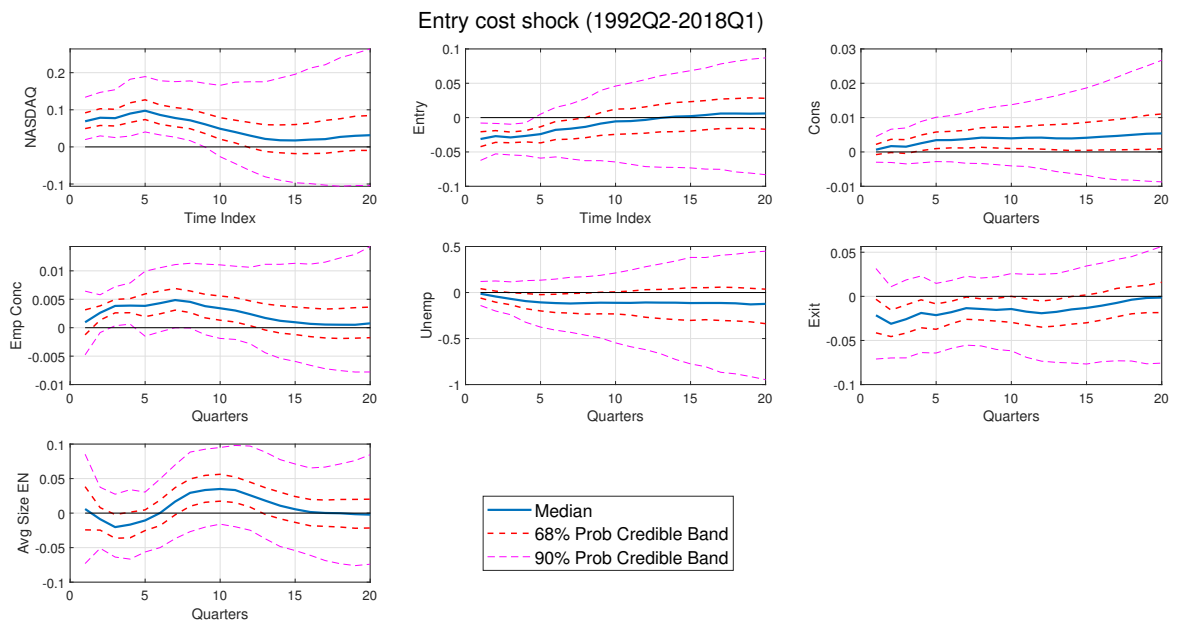 Entry cost shock (1992Q2-2018Q1)
NASDAQ
0.2
0.1
0
-0.1
0 5 10 15 20
Time Index
Entry
0.1
0.05
0
-0.05
-0.1
0 5 10 15 20
Time Index
Cons
0.03
0.02
0.01
0
-0.01
0 5 10 15 20
Quarters
Emp Conc
0.01
0.005
0
-0.005
-0.01
0 5 10 15 20
Quarters
Unemp
0.5
0
-0.5
-1
0 5 10 15 20
Quarters
Exit
0.05
0
-0.05
-0.1
0 5 10 15 20
Quarters
Avg Size EN
0.1
0.05
0
-0.05
-0.1
0 5 10 15 20
Quarters
Median
68% Prob Credible Band
90% Prob Credible Band